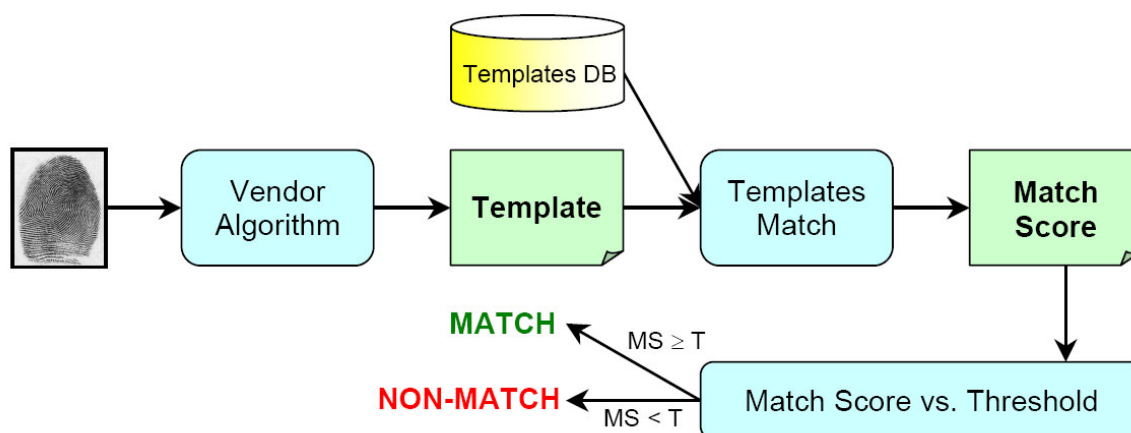 Templates DB
Vendor
Algorithm
Template
Templates
Match
Match
Score
MATCH
MS ≥ T
NON-MATCH
MS < T
Match Score vs. Threshold